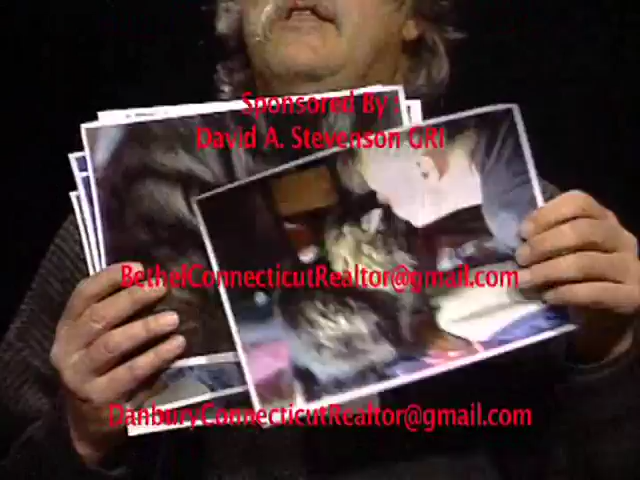 Sponsored By :
David A. Stevenson GRI
BethelConnecticutRealtor@gmail.com
DanburyConnecticutRealtor@gmail.com